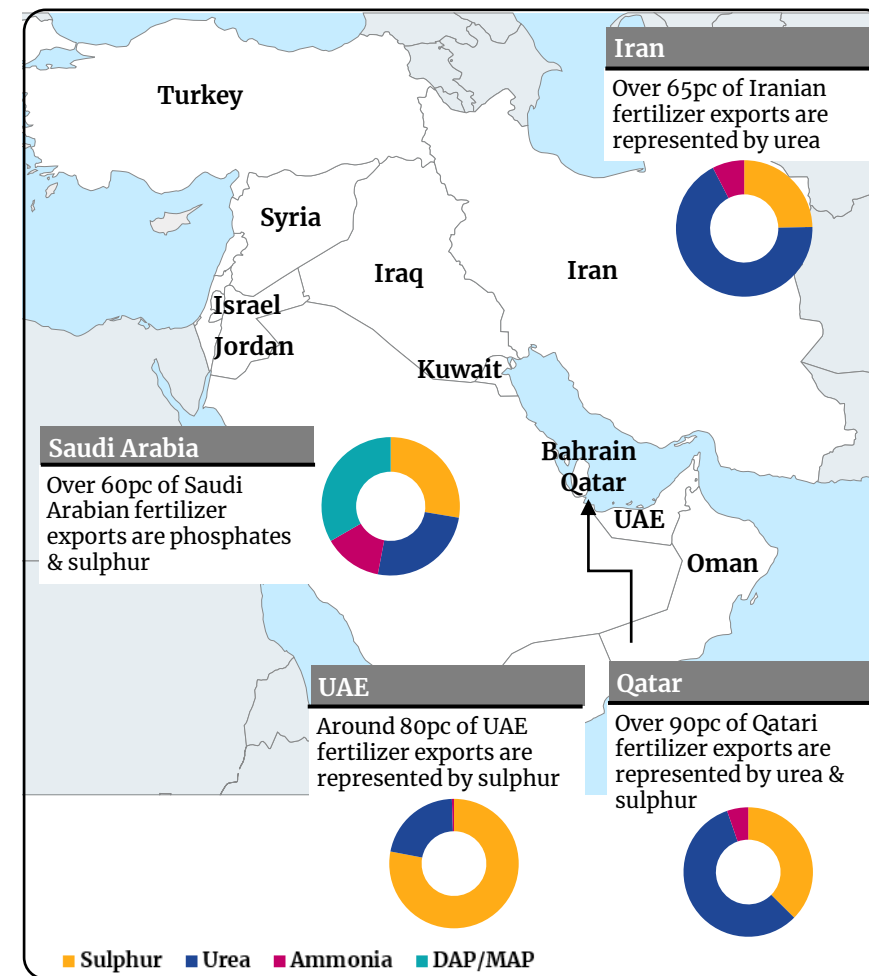 Iran
Over 65pc of Iranian
fertilizer exports are
represented by urea
Turkey
Syria
Iraq
Iran
Israel
Jordan
Kuwait
Saudi Arabia
Over 60pc of Saudi
Arabian fertilizer
exports are phosphates
& sulphur
Bahrain
Qatar
UAE
Oman
UAE
Around 80pc of UAE
fertilizer exports are
represented by sulphur
Qatar
Over 90pc of Qatari
fertilizer exports are
represented by urea &
sulphur
Sulphur Urea Ammonia DAP/MAP